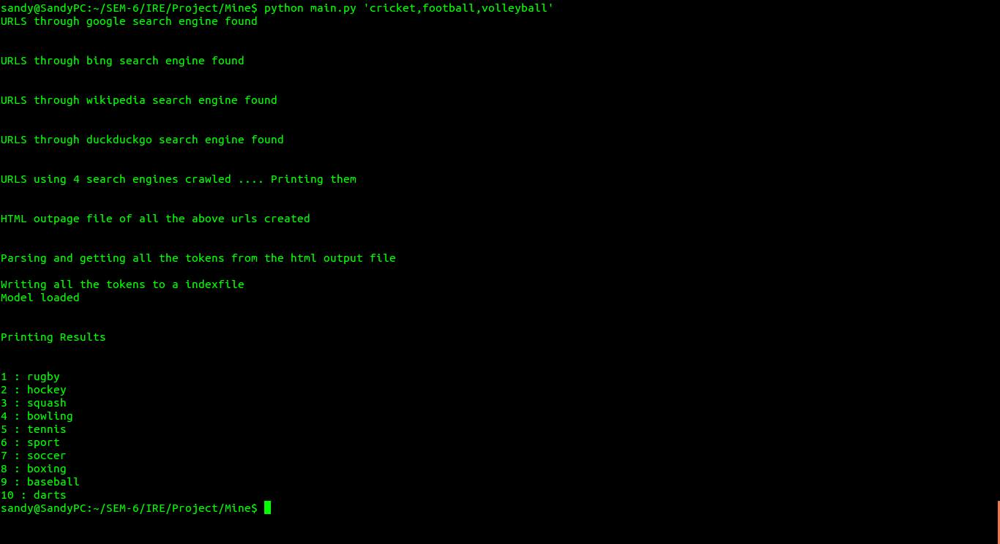 sandy@SandyPC:~/SEM-6/IRE/Project/Mine$ python main.py 'cricket,football,volleyball'
URLS through google search engine found
URLS through bing search engine found
URLS through wikipedia search engine found
URLS through duckduckgo search engine found
URLS using 4 search engines crawled .... Printing them
HTML outpage file of all the above urls created
Parsing and getting all the tokens from the html output file
Writing all the tokens to a indexfile
Model loaded
Printing Results
1 : rugby
2 : hockey
3 : squash
4 : bowling
5 : tennis
6 : sport
7 : soccer
8 : boxing
9 : baseball
10 : darts
sandy@SandyPC:~/SEM-6/IRE/Project/Mine$